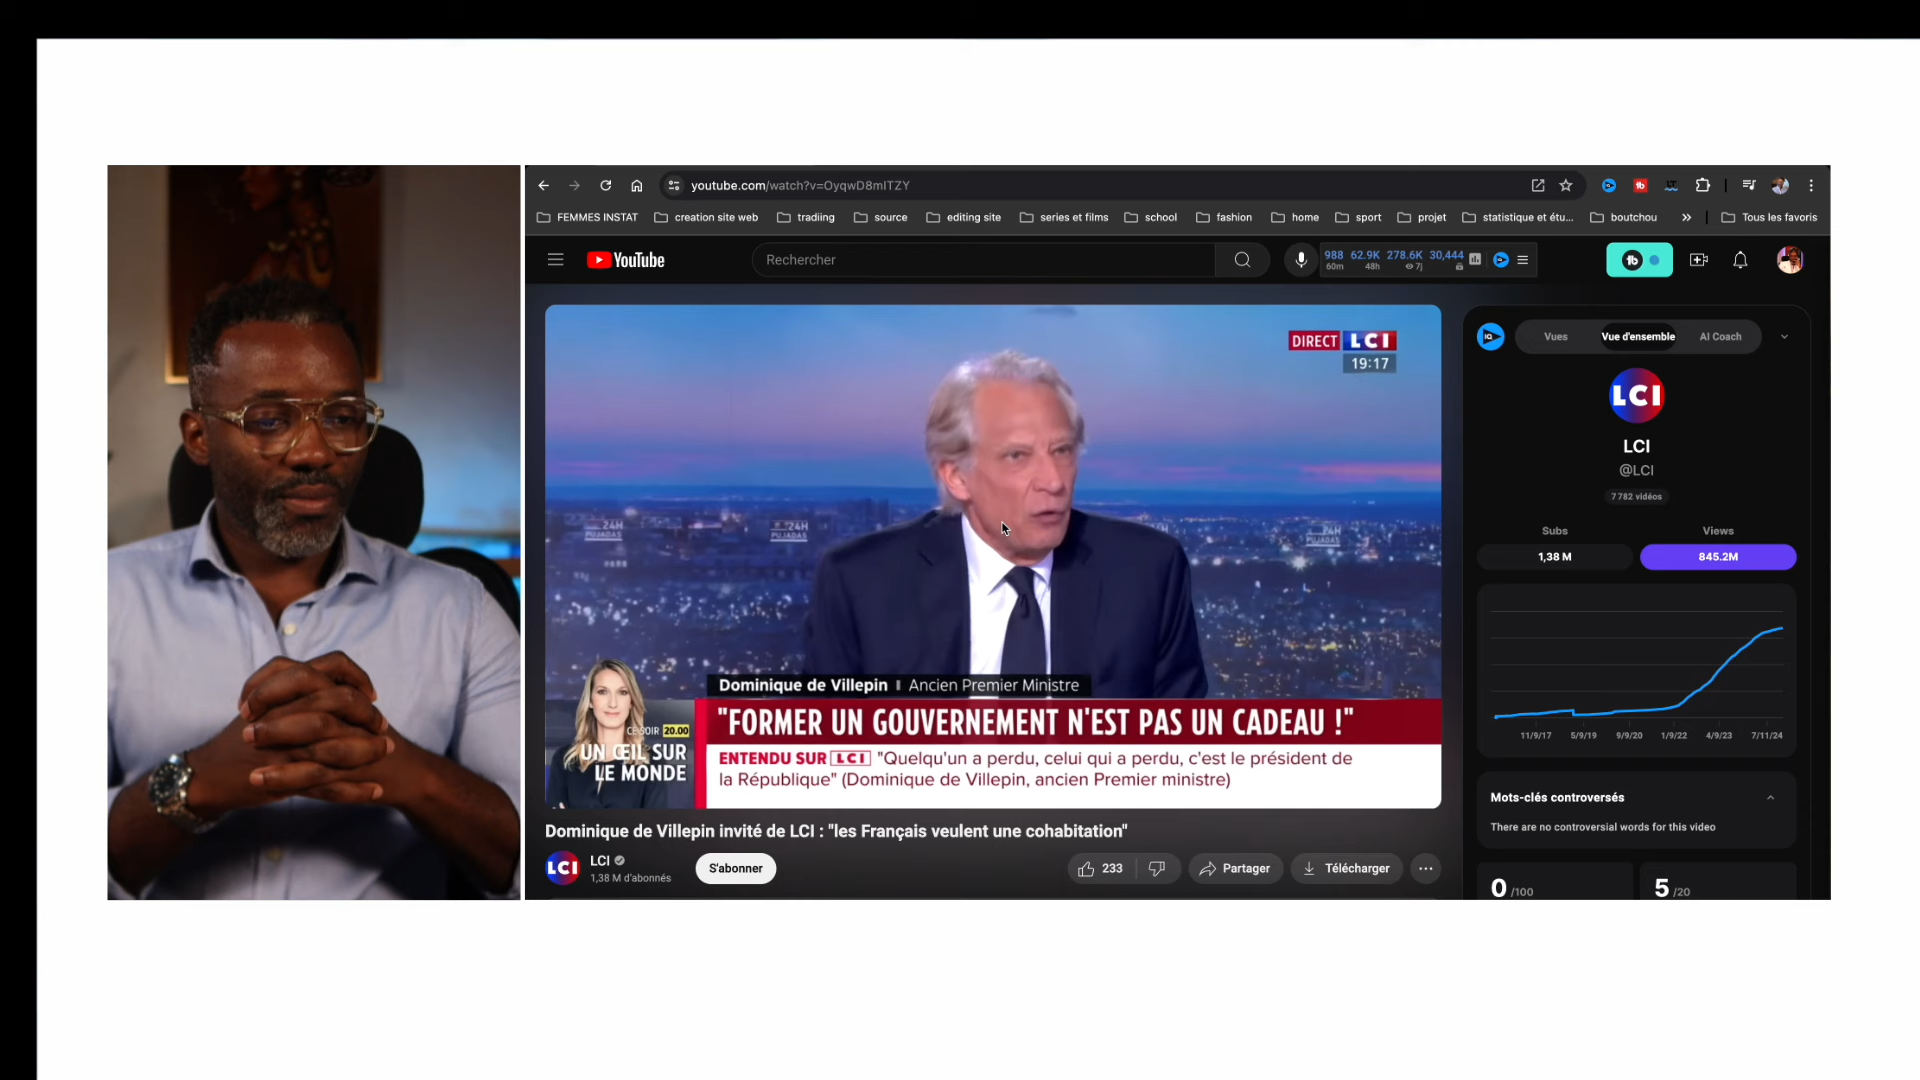 youtube.com/watch?v=OyqwD8mITZY
FEMMES INSTAT creation site web tradiing source editing site series et films school fashion home sport projet statistique et étu... boutchou Tous les favoris
YouTube
Rechercher
988 62.9K 278.6K 30,444
60m 48h 7j
DIRECT LCI
19:17
24H PUJADAS
24H PUJADAS
24H PUJADAS
Dominique de Villepin Ancien Premier Ministre
"FORMER UN GOUVERNEMENT N'EST PAS UN CADEAU !"
CE SOIR 20.00
UN ŒIL SUR
LE MONDE
ENTENDU SUR LCI "Quelqu'un a perdu, celui qui a perdu, c'est le président de
la République" (Dominique de Villepin, ancien Premier ministre)
Dominique de Villepin invité de LCI : "les Français veulent une cohabitation"
LCI
LCI
1,38 M d'abonnés
S'abonner
233
Partager
Télécharger
Vues Vue d'ensemble AI Coach
LCI
LCI
@LCI
7 782 vidéos
Subs Views
1,38 M 845.2M
11/9/17 5/9/19 9/9/20 1/9/22 4/9/23 7/11/24
Mots-clés controversés
There are no controversial words for this video
0 /100 5 /20